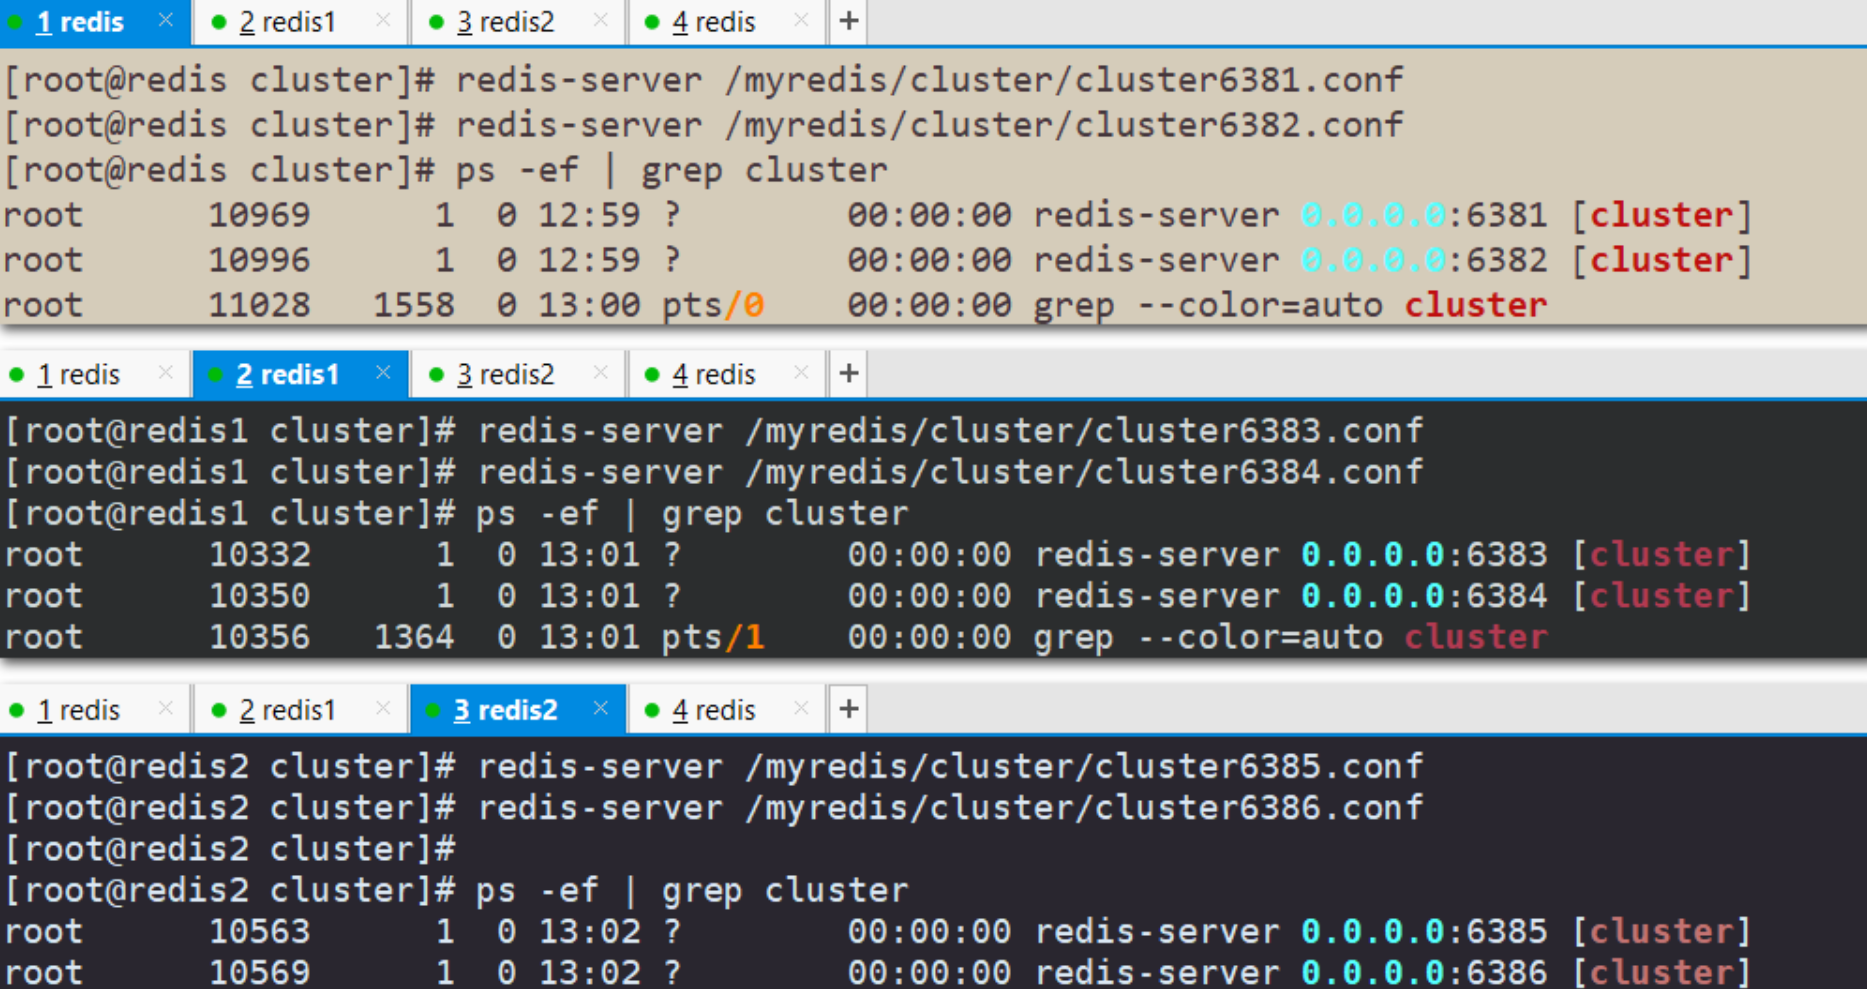 1 redis × 2 redis1 × 3 redis2 × 4 redis × +
[root@redis cluster]# redis-server /myredis/cluster/cluster6381.conf
[root@redis cluster]# redis-server /myredis/cluster/cluster6382.conf
[root@redis cluster]# ps -ef | grep cluster
root      10969      1  0 12:59 ?        00:00:00 redis-server 0.0.0.0:6381 [cluster]
root      10996      1  0 12:59 ?        00:00:00 redis-server 0.0.0.0:6382 [cluster]
root      11028   1558  0 13:00 pts/0    00:00:00 grep --color=auto cluster
1 redis × 2 redis1 × 3 redis2 × 4 redis × +
[root@redis1 cluster]# redis-server /myredis/cluster/cluster6383.conf
[root@redis1 cluster]# redis-server /myredis/cluster/cluster6384.conf
[root@redis1 cluster]# ps -ef | grep cluster
root      10332      1  0 13:01 ?        00:00:00 redis-server 0.0.0.0:6383 [cluster]
root      10350      1  0 13:01 ?        00:00:00 redis-server 0.0.0.0:6384 [cluster]
root      10356   1364  0 13:01 pts/1    00:00:00 grep --color=auto cluster
1 redis × 2 redis1 × 3 redis2 × 4 redis × +
[root@redis2 cluster]# redis-server /myredis/cluster/cluster6385.conf
[root@redis2 cluster]# redis-server /myredis/cluster/cluster6386.conf
[root@redis2 cluster]#
[root@redis2 cluster]# ps -ef | grep cluster
root      10563      1  0 13:02 ?        00:00:00 redis-server 0.0.0.0:6385 [cluster]
root      10569      1  0 13:02 ?        00:00:00 redis-server 0.0.0.0:6386 [cluster]